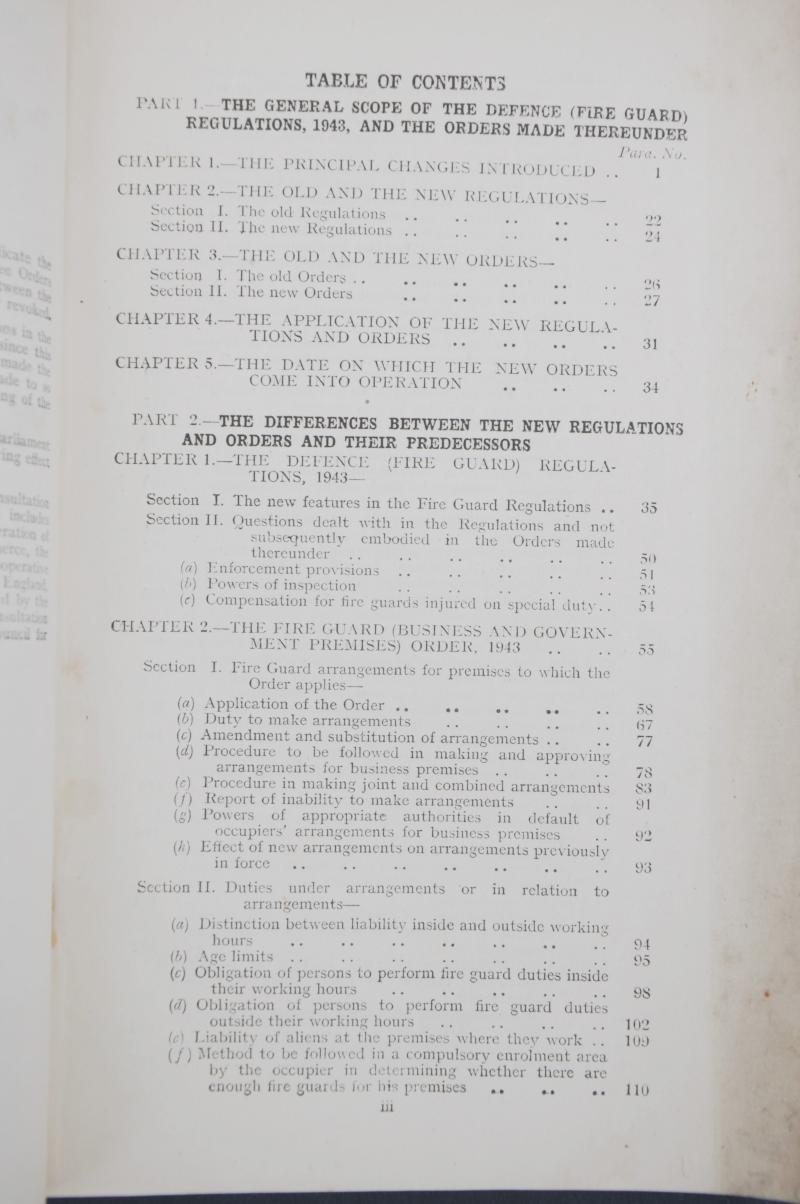 TABLE OF CONTENTS
PART 1.—THE GENERAL SCOPE OF THE DEFENCE (FIRE GUARD)
REGULATIONS, 1943, AND THE ORDERS MADE THEREUNDER
Para. No.
CHAPTER 1.—THE PRINCIPAL CHANGES INTRODUCED .. 1
CHAPTER 2.—THE OLD AND THE NEW REGULATIONS—
Section I. The old Regulations .. .. .. .. .. 22
Section II. The new Regulations .. .. .. .. .. 24
CHAPTER 3.—THE OLD AND THE NEW ORDERS—
Section I. The old Orders .. .. .. .. .. .. 26
Section II. The new Orders .. .. .. .. .. 27
CHAPTER 4.—THE APPLICATION OF THE NEW REGULA-
TIONS AND ORDERS .. .. .. .. 31
CHAPTER 5.—THE DATE ON WHICH THE NEW ORDERS
COME INTO OPERATION .. .. .. 34
PART 2.—THE DIFFERENCES BETWEEN THE NEW REGULATIONS
AND ORDERS AND THEIR PREDECESSORS
CHAPTER 1.—THE DEFENCE (FIRE GUARD) REGULA-
TIONS, 1943—
Section I. The new features in the Fire Guard Regulations .. 35
Section II. Questions dealt with in the Regulations and not
subsequently embodied in the Orders made
thereunder .. .. .. .. .. .. 50
(a) Enforcement provisions .. .. .. .. .. 51
(b) Powers of inspection .. .. .. .. .. 53
(c) Compensation for fire guards injured on special duty.. 54
CHAPTER 2.—THE FIRE GUARD (BUSINESS AND GOVERN-
MENT PREMISES) ORDER, 1943 .. .. 55
Section I. Fire Guard arrangements for premises to which the
Order applies—
(a) Application of the Order .. .. .. .. .. 58
(b) Duty to make arrangements .. .. .. .. 67
(c) Amendment and substitution of arrangements .. .. 77
(d) Procedure to be followed in making and approving
arrangements for business premises .. .. .. 78
(e) Procedure in making joint and combined arrangements 83
(f) Report of inability to make arrangements .. .. 91
(g) Powers of appropriate authorities in default of
occupiers' arrangements for business premises .. 92
(h) Effect of new arrangements on arrangements previously
in force .. .. .. .. .. .. .. 93
Section II. Duties under arrangements or in relation to
arrangements—
(a) Distinction between liability inside and outside working
hours .. .. .. .. .. .. .. 94
(b) Age limits .. .. .. .. .. .. .. 95
(c) Obligation of persons to perform fire guard duties inside
their working hours .. .. .. .. .. 98
(d) Obligation of persons to perform fire guard duties
outside their working hours .. .. .. .. 102
(e) Liability of aliens at the premises where they work .. 109
(f) Method to be followed in a compulsory enrolment area
by the occupier in determining whether there are
enough fire guards for his premises .. .. .. 110
iii